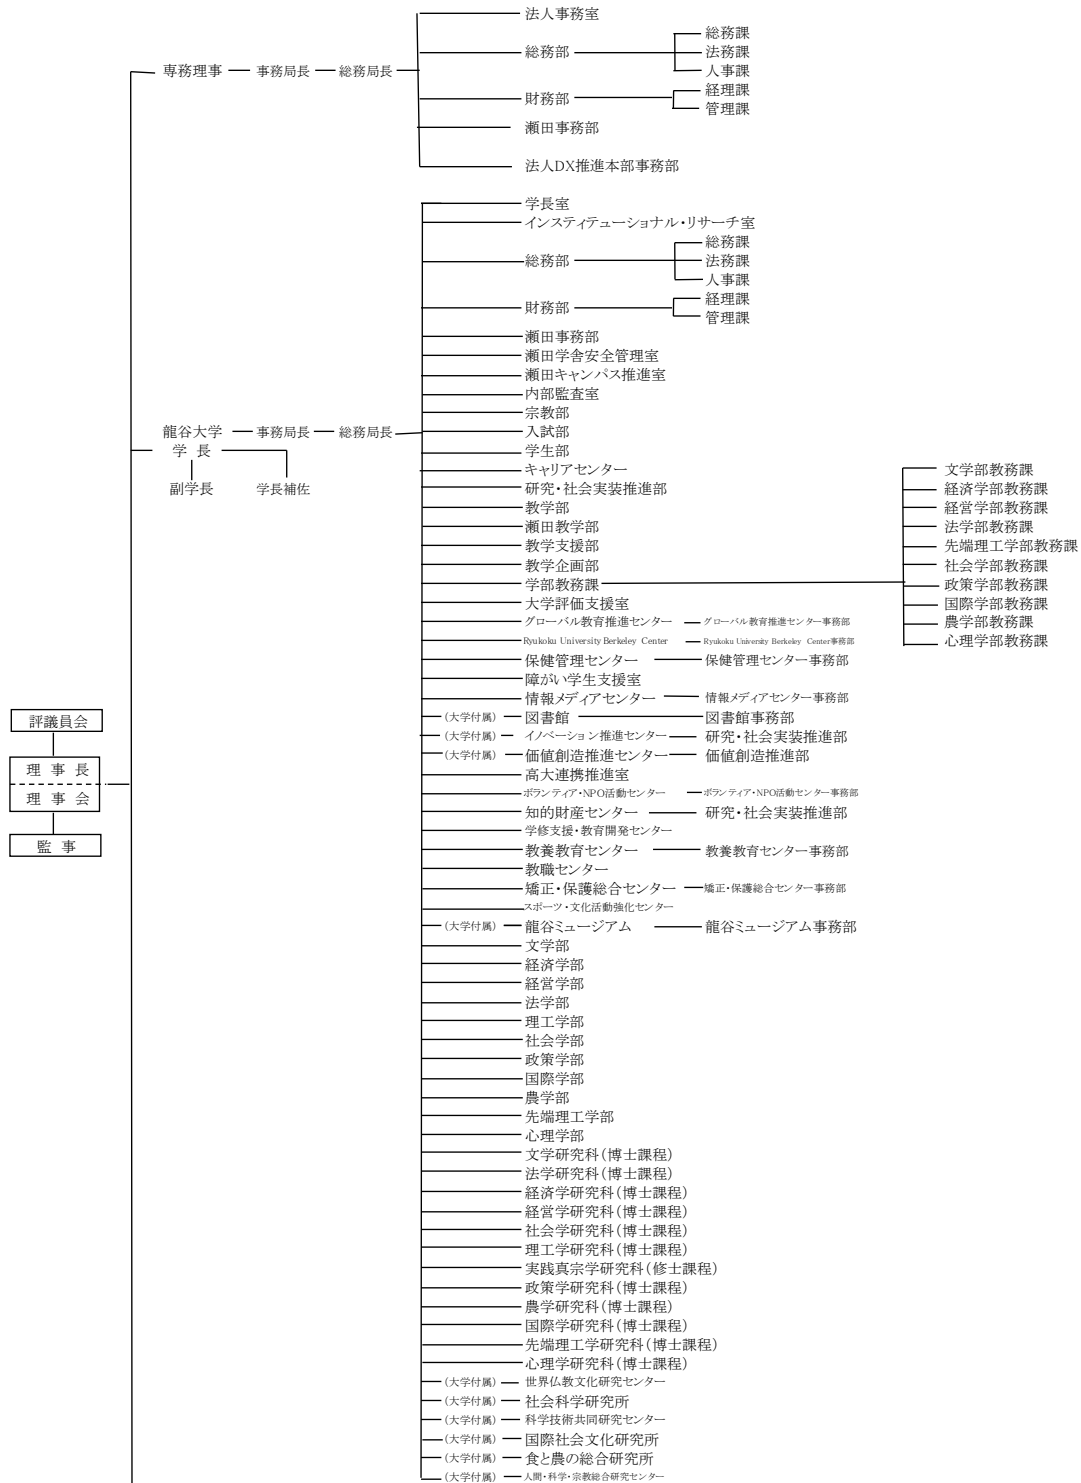 法人事務室
総務部 総務課
法務課
人事課
専務理事 事務局長 総務局長
財務部 経理課
管理課
瀬田事務部
法人DX推進本部事務部
学長室
インスティテューショナル・リサーチ室
総務部 総務課
法務課
人事課
財務部 経理課
管理課
瀬田事務部
瀬田学舎安全管理室
瀬田キャンパス推進室
内部監査室
宗教部
龍谷大学 事務局長 総務局長 入試部
学長 学生部
副学長 学長補佐
キャリアセンター
研究・社会実装推進部
教学部
瀬田教学部
教学支援部
教学企画部
学部教務課
文学部教務課
経済学部教務課
経営学部教務課
法学部教務課
先端理工学部教務課
社会学部教務課
政策学部教務課
国際学部教務課
農学部教務課
心理学部教務課
大学評価支援室
グローバル教育推進センター グローバル教育推進センター事務部
Ryukoku University Berkeley Center Ryukoku University Berkeley Center事務部
保健管理センター 保健管理センター事務部
障がい学生支援室
情報メディアセンター 情報メディアセンター事務部
(大学付属) 図書館 図書館事務部
(大学付属) イノベーション推進センター 研究・社会実装推進部
(大学付属) 価値創造推進センター 価値創造推進部
評議員会
理事長
理事会
監事
高大連携推進室
ボランティア・NPO活動センター ボランティア・NPO活動センター事務部
知的財産センター 研究・社会実装推進部
学修支援・教育開発センター
教養教育センター 教養教育センター事務部
教職センター
矯正・保護総合センター 矯正・保護総合センター事務部
スポーツ・文化活動強化センター
(大学付属) 龍谷ミュージアム 龍谷ミュージアム事務部
文学部
経済学部
経営学部
法学部
理工学部
社会学部
政策学部
国際学部
農学部
先端理工学部
心理学部
文学研究科(博士課程)
法学研究科(博士課程)
経済学研究科(博士課程)
経営学研究科(博士課程)
社会学研究科(博士課程)
理工学研究科(博士課程)
実践真宗学研究科(修士課程)
政策学研究科(博士課程)
農学研究科(博士課程)
国際学研究科(博士課程)
先端理工学研究科(博士課程)
心理学研究科(博士課程)
(大学付属) 世界仏教文化研究センター
(大学付属) 社会科学研究所
(大学付属) 科学技術共同研究センター
(大学付属) 国際社会文化研究所
(大学付属) 食と農の総合研究所
(大学付属) 人間・科学・宗教総合研究センター